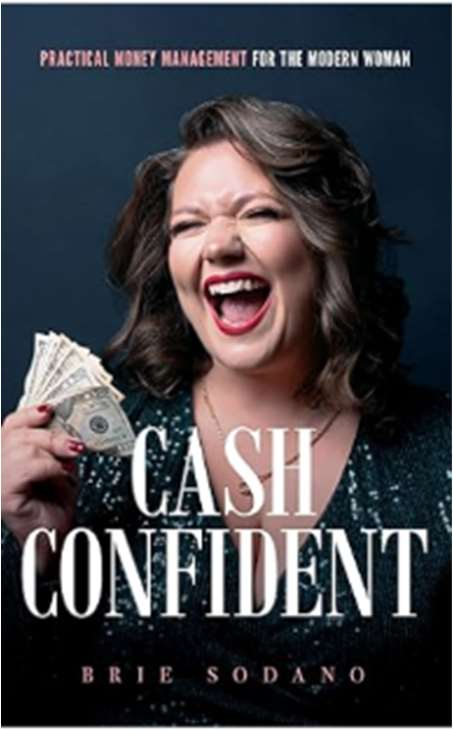 PRACTICAL MONEY MANAGEMENT FOR THE MODERN WOMAN
CASH
CONFIDENT
BRIE SODANO